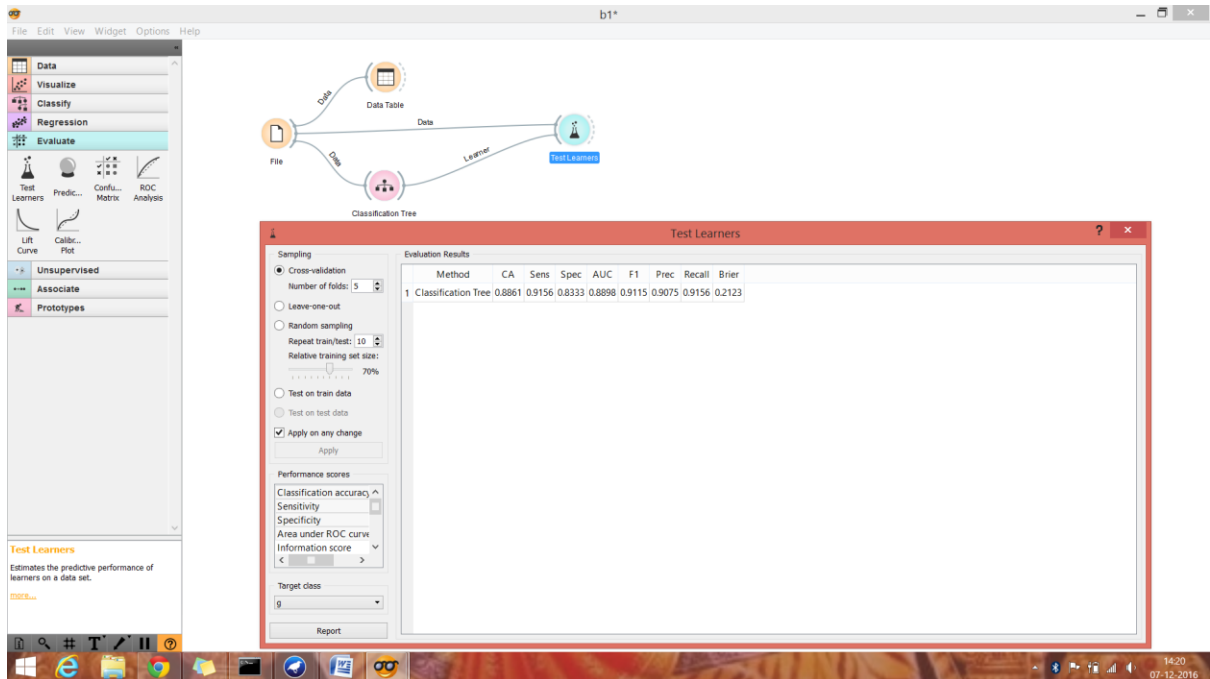 b1*
File Edit View Widget Options Help
Data
Visualize
Classify
Regression
Evaluate
Test Learners
Predic...
Confu... Matrix
ROC Analysis
Lift Curve
Calibr... Plot
Unsupervised
Associate
Prototypes
Test Learners
Estimates the predictive performance of
learners on a data set.
more...
Data
Data Table
Data
File
Data
Learner
Test Learners
Classification Tree
Test Learners
? ×
Sampling
Cross-validation
Number of folds: 5
Leave-one-out
Random sampling
Repeat train/test: 10
Relative training set size:
70%
Test on train data
Test on test data
Apply on any change
Apply
Performance scores
Classification accuracy
Sensitivity
Specificity
Area under ROC curve
Information score
Target class
g
Report
Evaluation Results
Method CA Sens Spec AUC F1 Prec Recall Brier
1 Classification Tree 0.8861 0.9156 0.8333 0.8898 0.9115 0.9075 0.9156 0.2123
14:20
07-12-2016